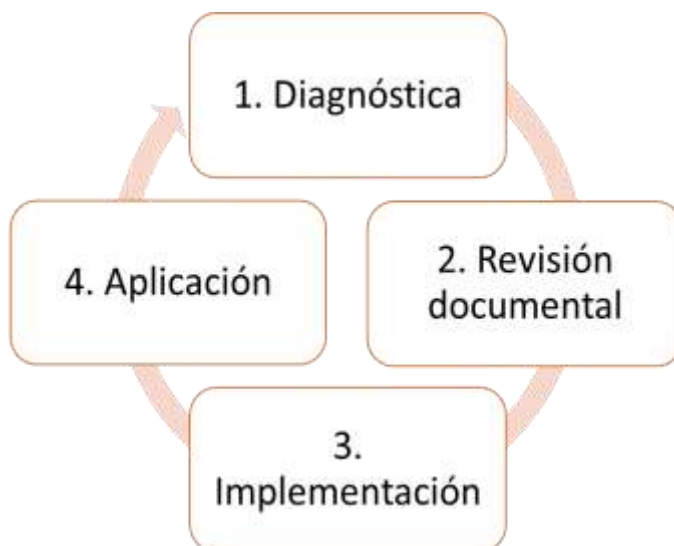 1. Diagnóstica
2. Revisión
documental
3.
Implementación
4. Aplicación